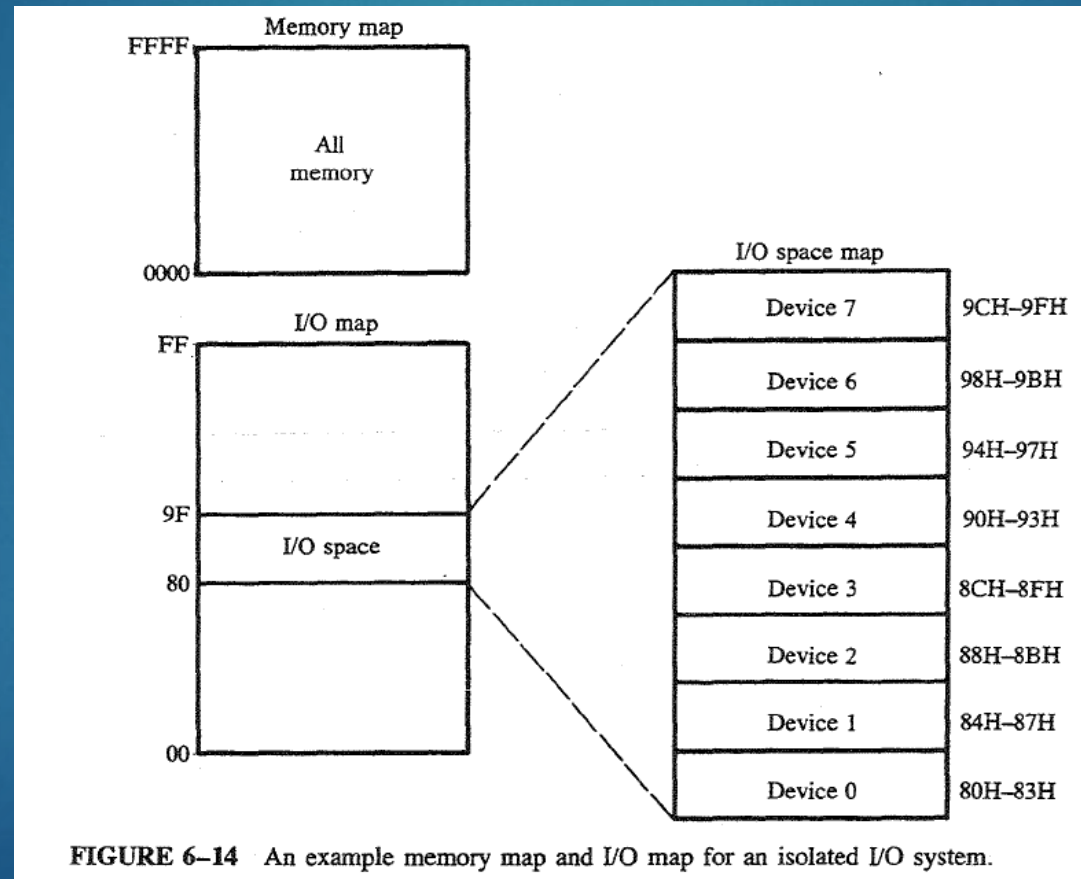 Memory map
FFFF
All
memory
0000
I/O map
FF
9F
I/O space
80
00
I/O space map
Device 7 9CH–9FH
Device 6 98H–9BH
Device 5 94H–97H
Device 4 90H–93H
Device 3 8CH–8FH
Device 2 88H–8BH
Device 1 84H–87H
Device 0 80H–83H
FIGURE 6–14 An example memory map and I/O map for an isolated I/O system.